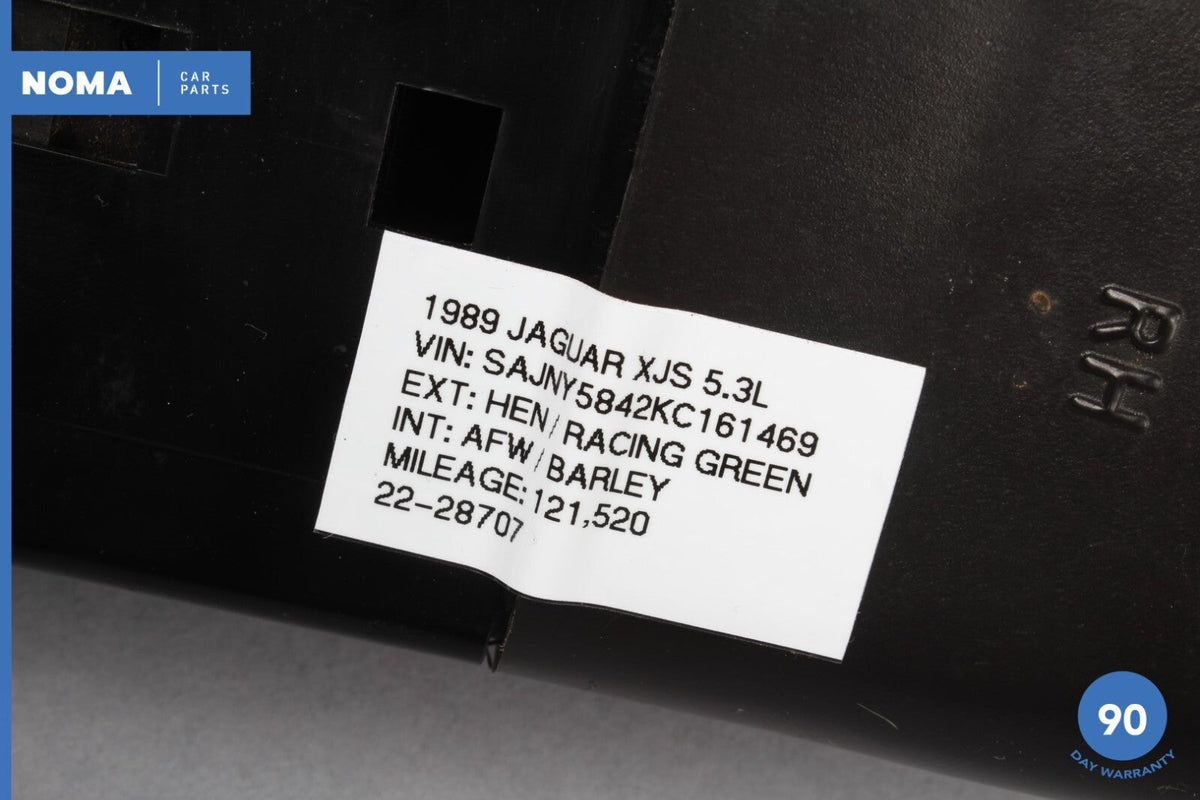 NOMA
CAR
PARTS
1989 JAGUAR XJS 5.3L
VIN: SAJNY5842KC161469
EXT: HEN/RACING GREEN
INT: AFW/BARLEY
MILEAGE:121,520
22-28707
RH
90
DAY WARRANTY